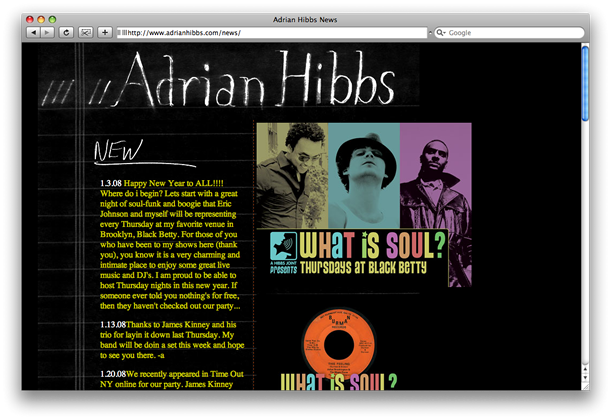 Adrian Hibbs News
http://www.adrianhibbs.com/news/
Google
Adrian Hibbs
NEW
1.3.08 Happy New Year to ALL!!!!
Where do i begin? Lets start with a great
night of soul-funk and boogie that Eric
Johnson and myself will be representing
every Thursday at my favorite venue in
Brooklyn, Black Betty. For those of you
who have been to my shows here (thank
you), you know it is a very charming and
intimate place to enjoy some great live
music and DJ's. I am proud to be able to
host Thursday nights in this new year. If
someone ever told you nothing's for free,
then they haven't checked out our party...
1.13.08Thanks to James Kinney and his
trio for layin it down last Thursday. My
band will be doin a set this week and hope
to see you there. -a
1.20.08We recently appeared in Time Out
NY online for our party. James Kinney
WHAT iS SOUL?
A HIBBS JOINT
PRESENTS
THURSDAYS AT BLACK BETTY
WHAT iS SOUL?